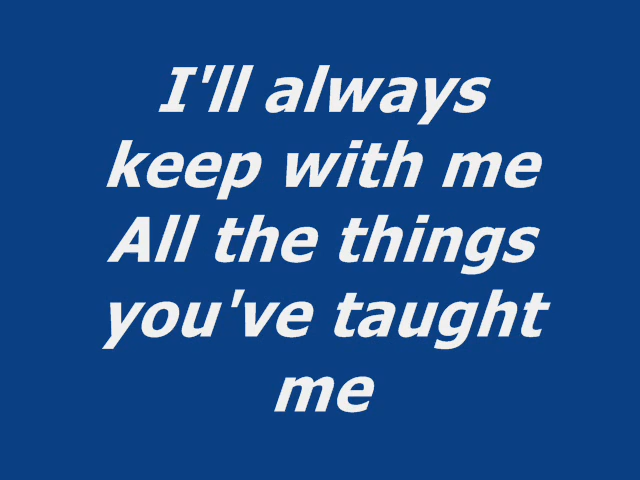 I'll always
keep with me
All the things
you've taught
me